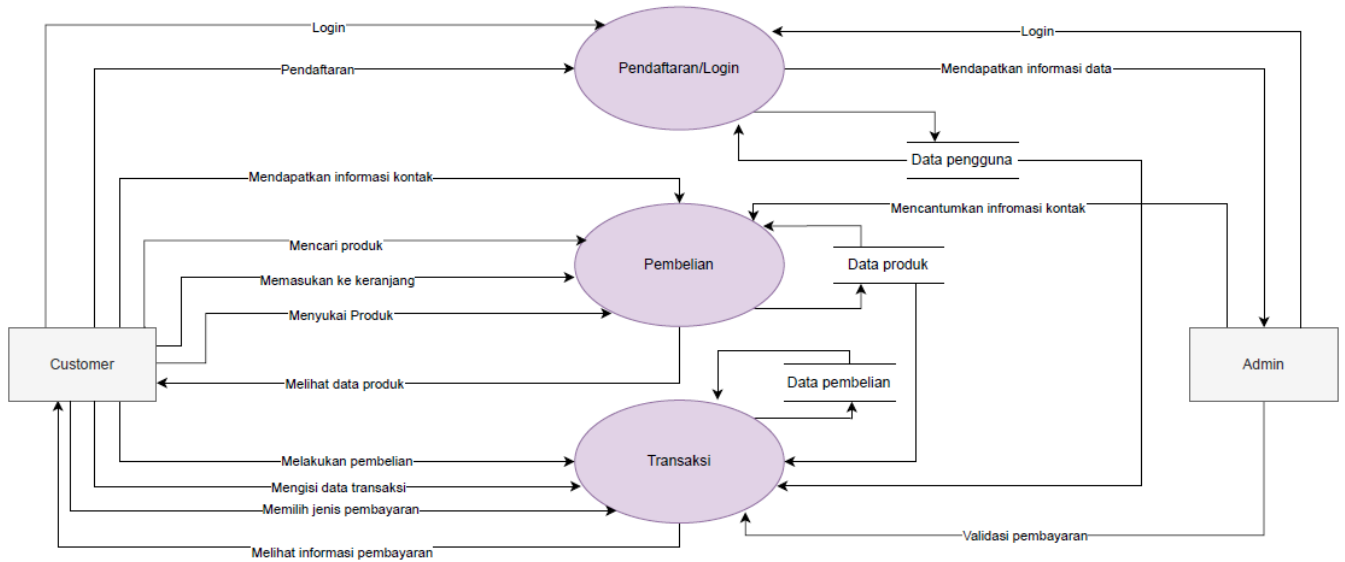 Login
Login
Pendaftaran
Pendaftaran/Login
Mendapatkan informasi data
Data pengguna
Mendapatkan informasi kontak
Mencantumkan infromasi kontak
Mencari produk
Pembelian
Data produk
Memasukan ke keranjang
Menyukai Produk
Customer
Admin
Melihat data produk
Data pembelian
Melakukan pembelian
Transaksi
Mengisi data transaksi
Memilih jenis pembayaran
Validasi pembayaran
Melihat informasi pembayaran